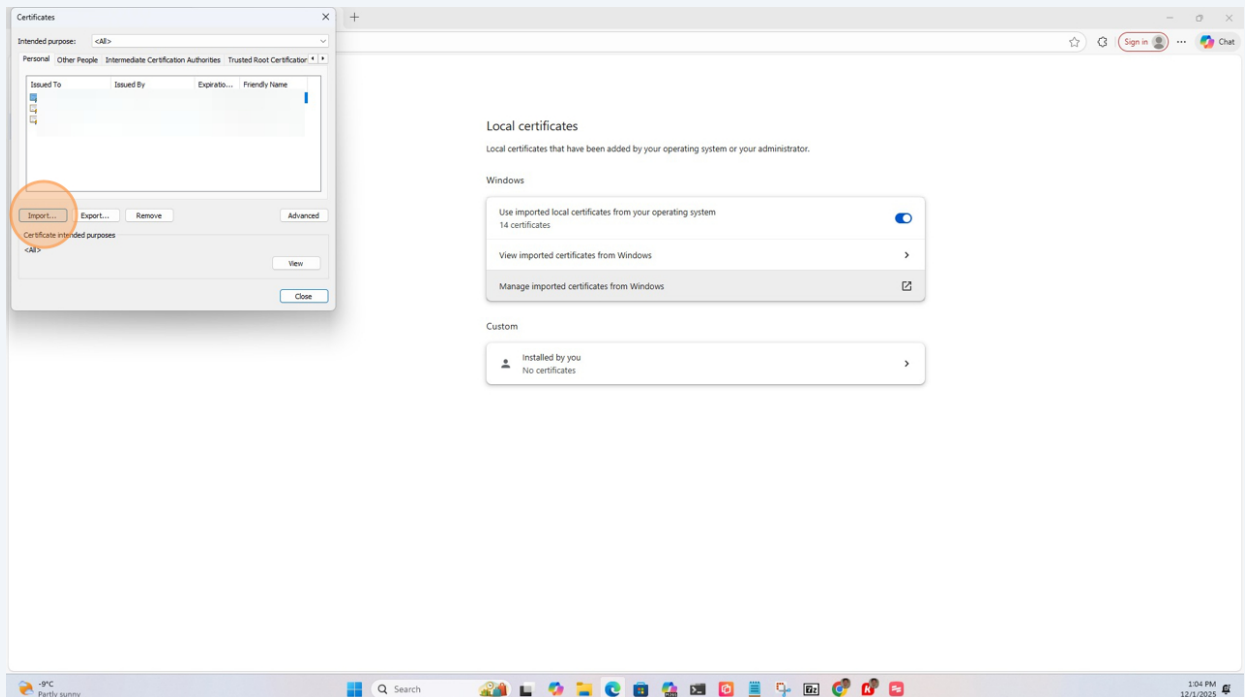 Certificates
Intended purpose: <All>
Personal Other People Intermediate Certification Authorities Trusted Root Certification
Issued To Issued By Expiratio... Friendly Name
Import... Export... Remove Advanced
Certificate intended purposes
<All>
View
Close
Sign in
Chat
Local certificates
Local certificates that have been added by your operating system or your administrator.
Windows
Use imported local certificates from your operating system
14 certificates
View imported certificates from Windows
Manage imported certificates from Windows
Custom
Installed by you
No certificates
-9°C
Partly sunny
Search
1:04 PM
12/1/2025